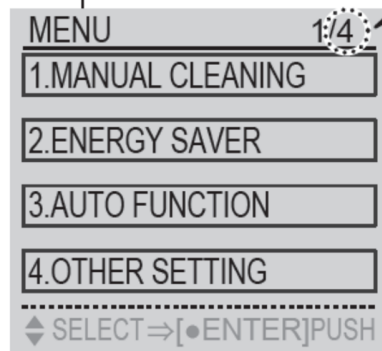 MENU 1/4
1.MANUAL CLEANING
2.ENERGY SAVER
3.AUTO FUNCTION
4.OTHER SETTING
◆ SELECT⇒[●ENTER]PUSH